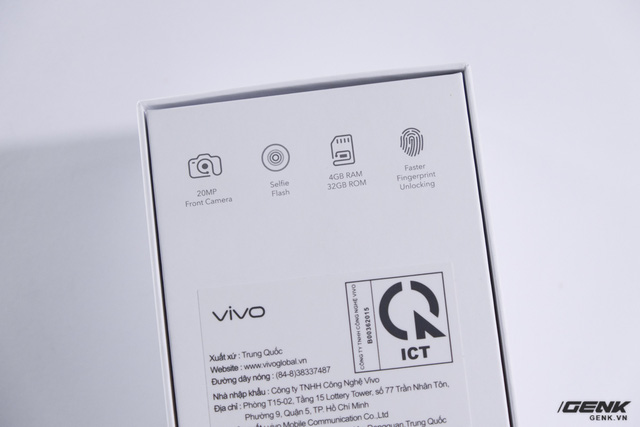 20MP
Front Camera
Selfie
Flash
4GB RAM
32GB ROM
Faster
Fingerprint
Unlocking
vivo
CÔNG TY TNHH CÔNG NGHỆ VIVO
B00362015
ICT
Xuất xứ : Trung Quốc
Website : www.vivoglobal.vn
Đường dây nóng : (84-8)38337487
Nhà nhập khẩu : Công ty TNHH Công Nghệ Vivo
Địa chỉ : Phòng T15-02, Tầng 15 Lottery Tower, số 77 Trần Nhân Tôn,
Phường 9, Quận 5, TP. Hồ Chí Minh
vivo Mobile Communication Co.,Ltd
Dongguan,Trung Quốc
GENK
GENK.VN